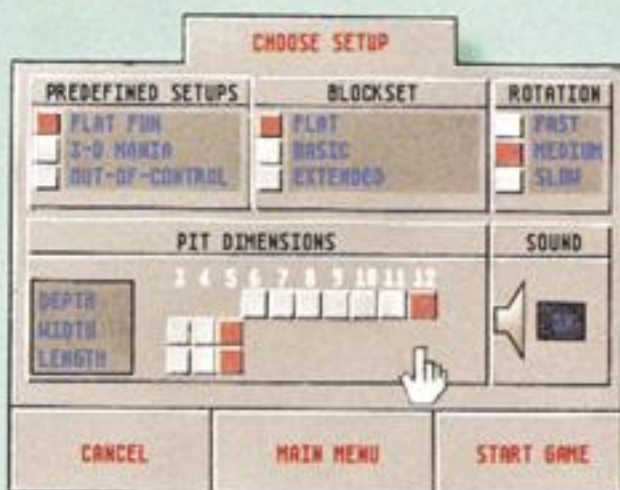 CHOOSE SETUP
PREDEFINED SETUPS
FLAT FUN
3-D MANIA
OUT-OF-CONTROL
BLOCKSET
FLAT
BASIC
EXTENDED
ROTATION
FAST
MEDIUM
SLOW
PIT DIMENSIONS
3 4 5 6 7 8 9 10 11 12
DEPTH
WIDTH
LENGTH
SOUND
CANCEL
MAIN MENU
START GAME